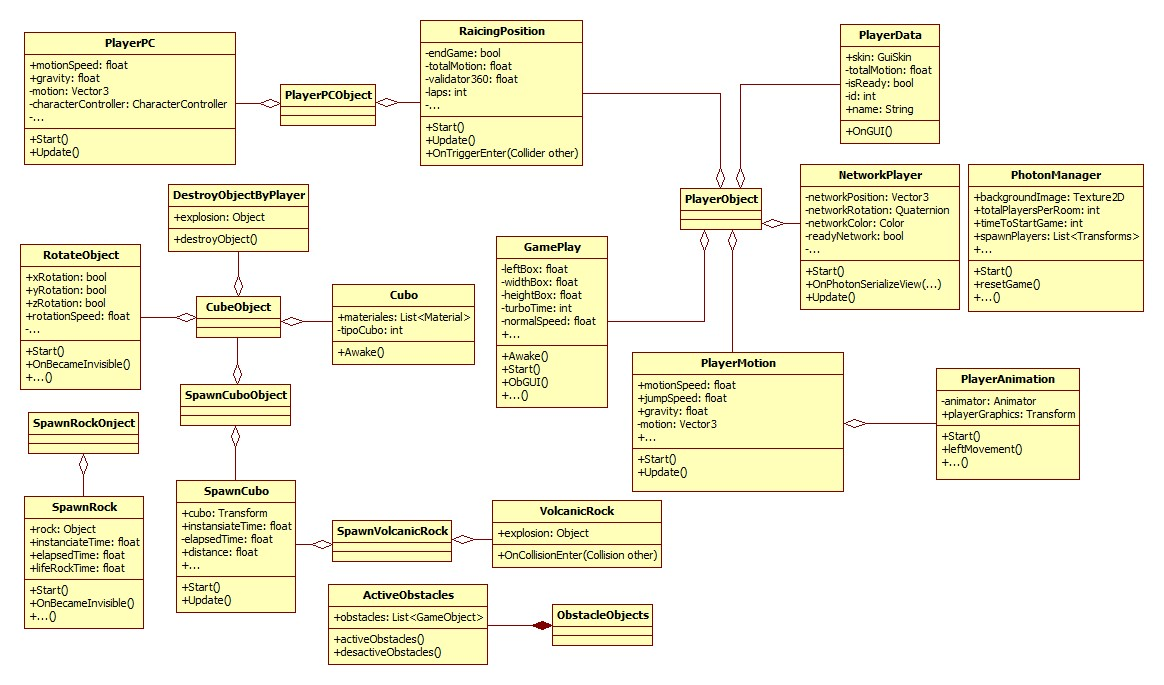 PlayerPC
+motionSpeed: float
+gravity: float
-motion: Vector3
-characterController: CharacterController
-...
+Start()
+Update()
PlayerPCObject
RaicingPosition
-endGame: bool
-totalMotion: float
-validator360: float
-laps: int
-...
+Start()
+Update()
+OnTriggerEnter(Collider other)
PlayerData
+skin: GuiSkin
-totalMotion: float
-isReady: bool
-id: int
+name: String
+OnGUI()
PlayerObject
NetworkPlayer
-networkPosition: Vector3
-networkRotation: Quaternion
-networkColor: Color
-readyNetwork: bool
-...
+Start()
+OnPhotonSerializeView(...)
+Update()
PhotonManager
+backgroundImage: Texture2D
+totalPlayersPerRoom: int
+timeToStartGame: int
+spawnPlayers: List<Transforms>
+...
+Start()
+resetGame()
+...()
DestroyObjectByPlayer
+explosion: Object
+destroyObject()
RotateObject
+xRotation: bool
+yRotation: bool
+zRotation: bool
+rotationSpeed: float
-...
+Start()
+OnBecameInvisible()
+...()
CubeObject
Cubo
+materiales: List<Material>
-tipoCubo: int
+Awake()
GamePlay
-leftBox: float
-widthBox: float
-heightBox: float
-turboTime: int
-normalSpeed: float
+...
+Awake()
+Start()
+ObGUI()
+...()
PlayerMotion
+motionSpeed: float
+jumpSpeed: float
+gravity: float
-motion: Vector3
+...
+Start()
+Update()
PlayerAnimation
-animator: Animator
+playerGraphics: Transform
+Start()
+leftMovement()
+...()
SpawnCuboObject
SpawnRockOnject
SpawnRock
+rock: Object
+instanciateTime: float
+elapsedTime: float
+lifeRockTime: float
+Start()
+OnBecameInvisible()
+...()
SpawnCubo
+cubo: Transform
+instansiateTime: float
-elapsedTime: float
+distance: float
+...
+Start()
+Update()
SpawnVolcanicRock
VolcanicRock
+explosion: Object
+OnCollisionEnter(Collision other)
ActiveObstacles
+obstacles: List<GameObject>
+activeObstacles()
+desactiveObstacles()
ObstacleObjects